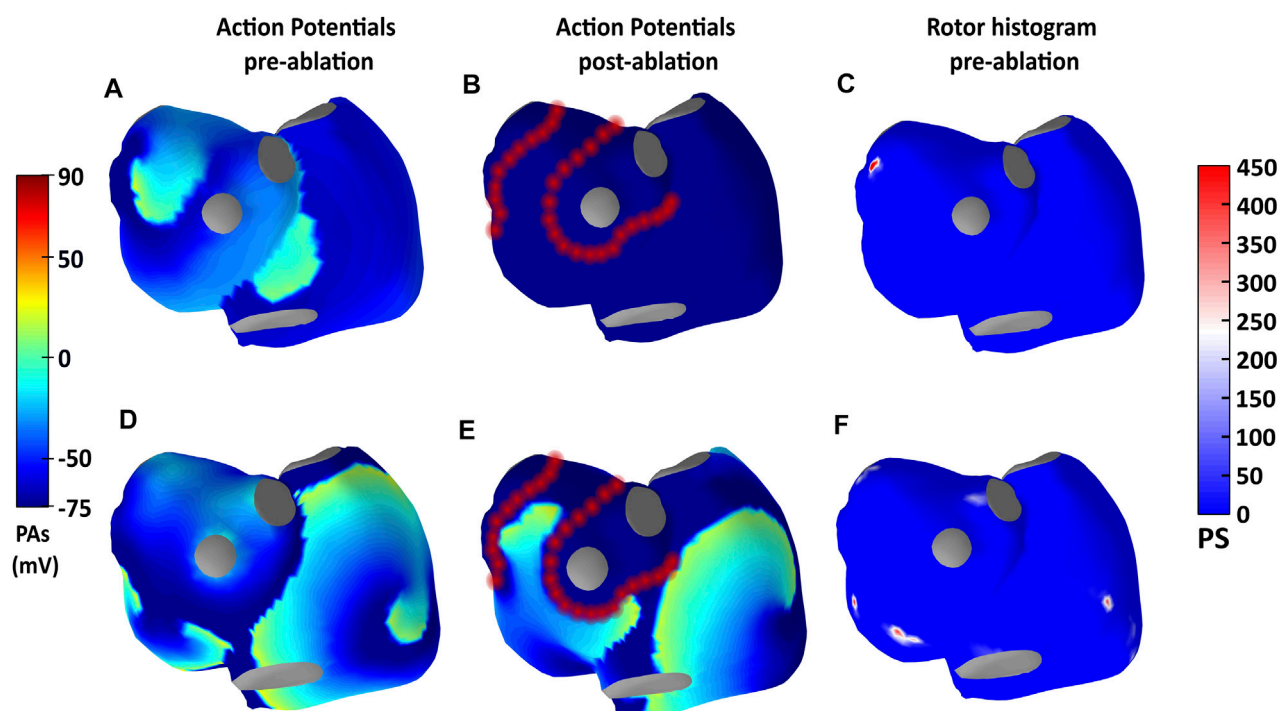 Action Potentials
pre-ablation
Action Potentials
post-ablation
Rotor histogram
pre-ablation
A
B
C
90
50
0
-50
-75
PAs
(mV)
450
400
350
300
250
200
150
100
50
0
PS
D
E
F